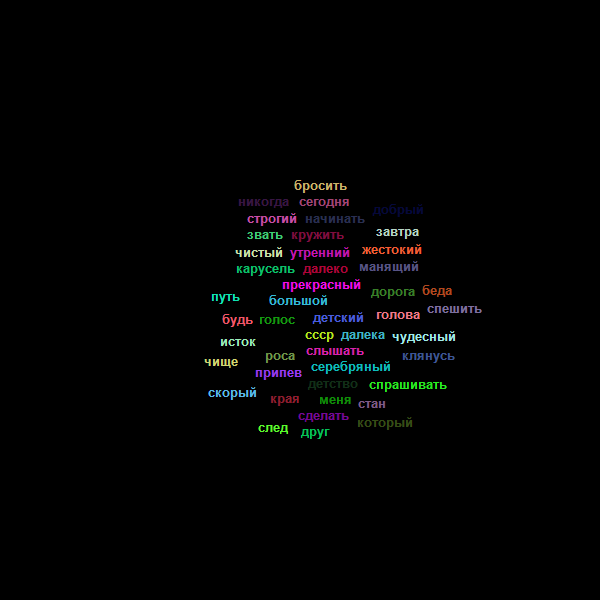 бросить
никогда сегодня
добрый
строгий начинать
звать кружить завтра
чистый утренний жестокий
карусель далеко манящий
прекрасный
путь большой дорога беда
будь голос детский голова спешить
исток ссср далека чудесный
чище роса слышать клянусь
припев серебряный
скорый детство спрашивать
края меня стан
сделать который
след друг